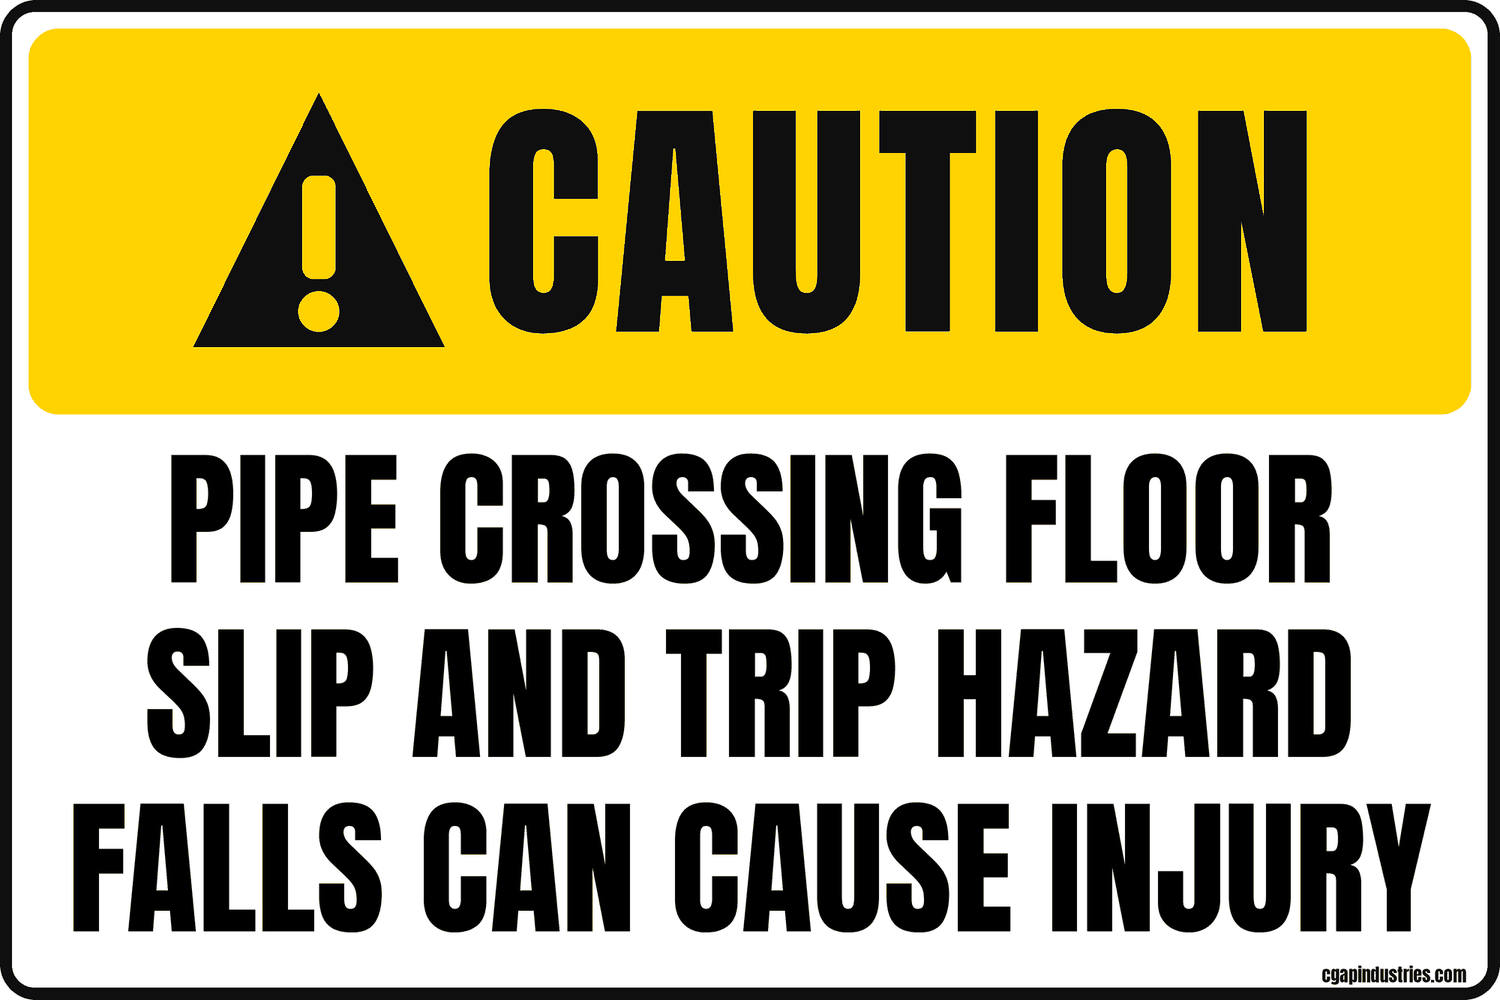 CAUTION
PIPE CROSSING FLOOR
SLIP AND TRIP HAZARD
FALLS CAN CAUSE INJURY
cgapindustries.com